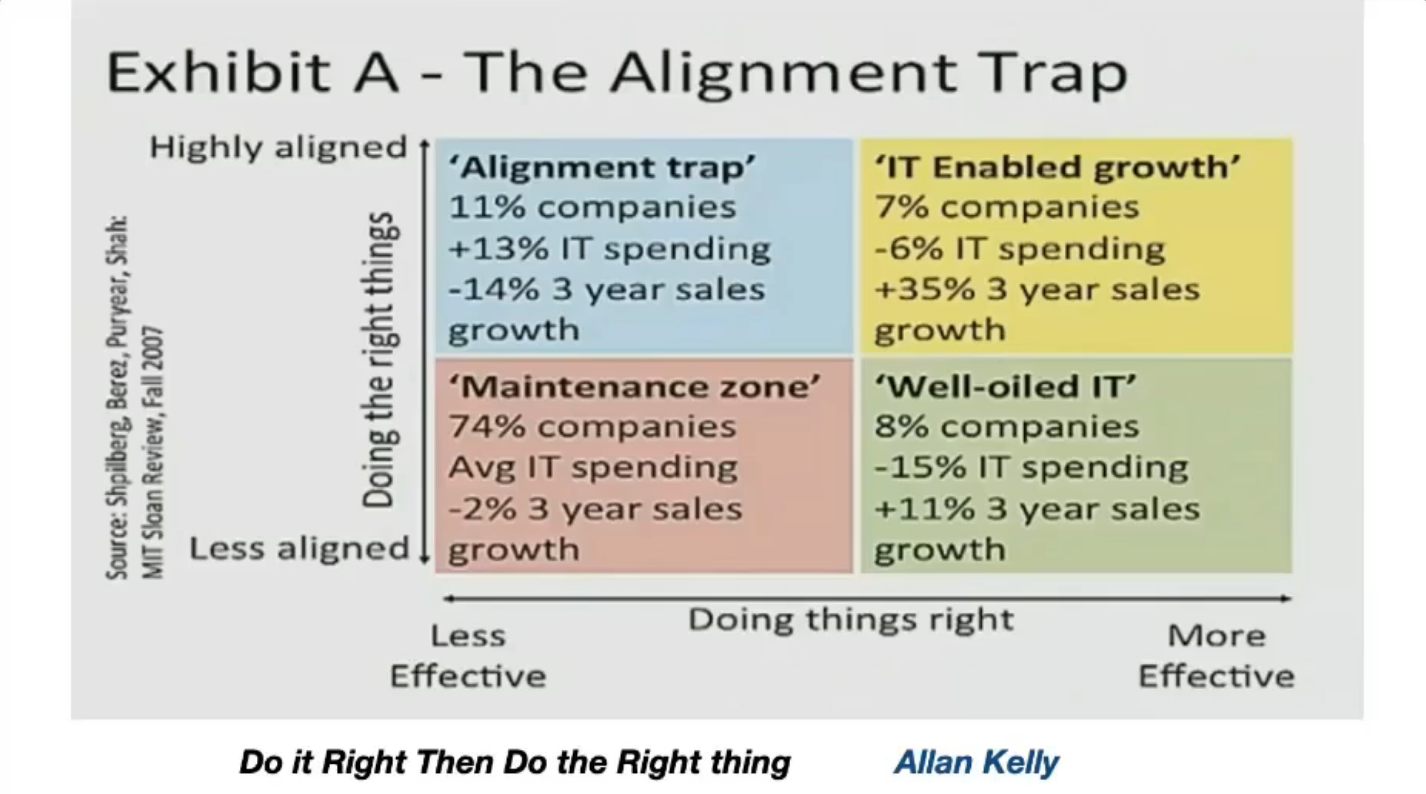 Exhibit A - The Alignment Trap
Highly aligned
Doing the right things
Less aligned
Source: Shpilberg, Berez, Puryear, Shah:
MIT Sloan Review, Fall 2007
‘Alignment trap’
11% companies
+13% IT spending
-14% 3 year sales
growth
‘IT Enabled growth’
7% companies
-6% IT spending
+35% 3 year sales
growth
‘Maintenance zone’
74% companies
Avg IT spending
-2% 3 year sales
growth
‘Well-oiled IT’
8% companies
-15% IT spending
+11% 3 year sales
growth
Doing things right
Less
Effective
More
Effective
Do it Right Then Do the Right thing
Allan Kelly